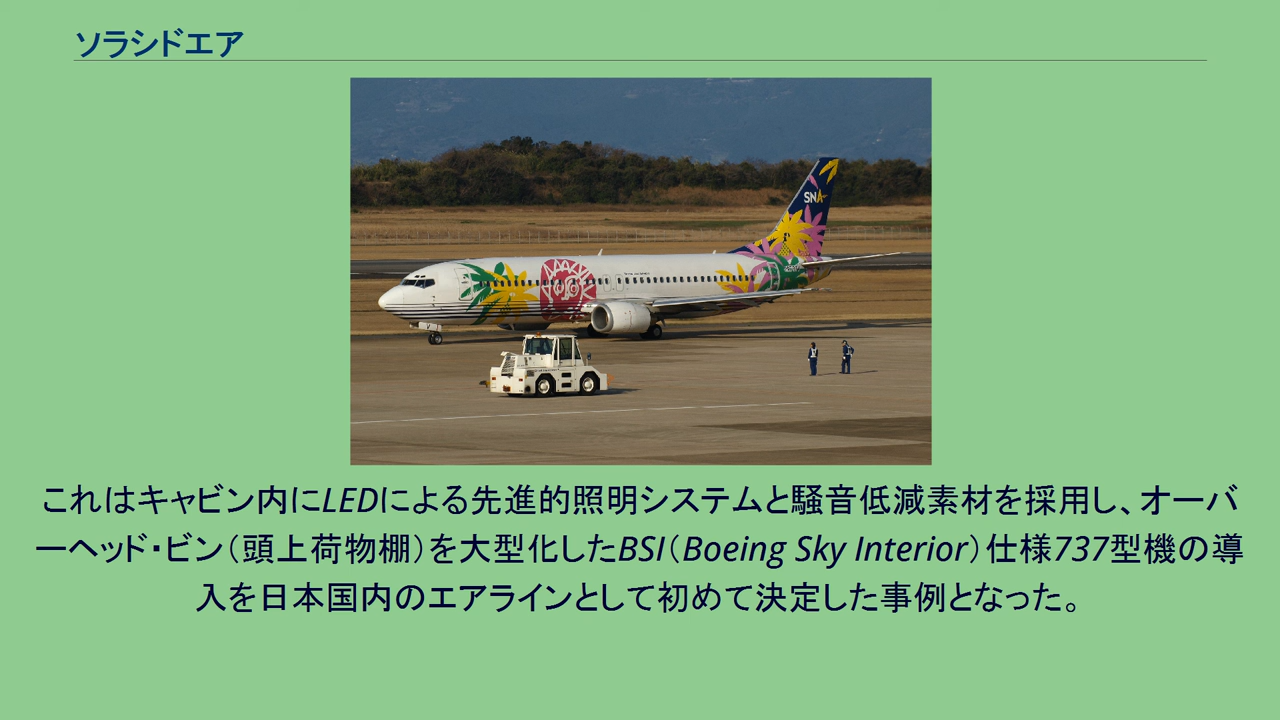 ソラシドエア
SNA
これはキャビン内にLEDによる先進的照明システムと騒音低減素材を採用し、オーバ
ーヘッド・ビン（頭上荷物棚）を大型化したBSI（Boeing Sky Interior）仕様737型機の導
入を日本国内のエアラインとして初めて決定した事例となった。